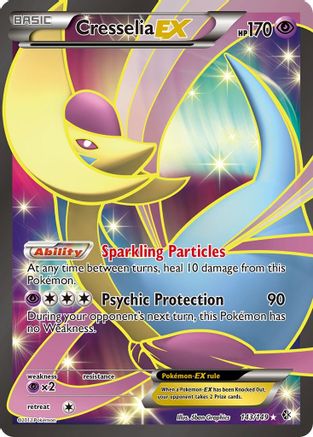 BASIC
Cresselia EX
HP170
Ability Sparkling Particles
At any time between turns, heal 10 damage from this
Pokémon.
Psychic Protection 90
During your opponent's next turn, this Pokémon has
no Weakness.
weakness resistance
×2
Pokémon-EX rule
When a Pokémon-EX has been Knocked Out,
your opponent takes 2 Prize cards.
retreat
©2012 Pokémon
Illus. 5ban Graphics
143/149